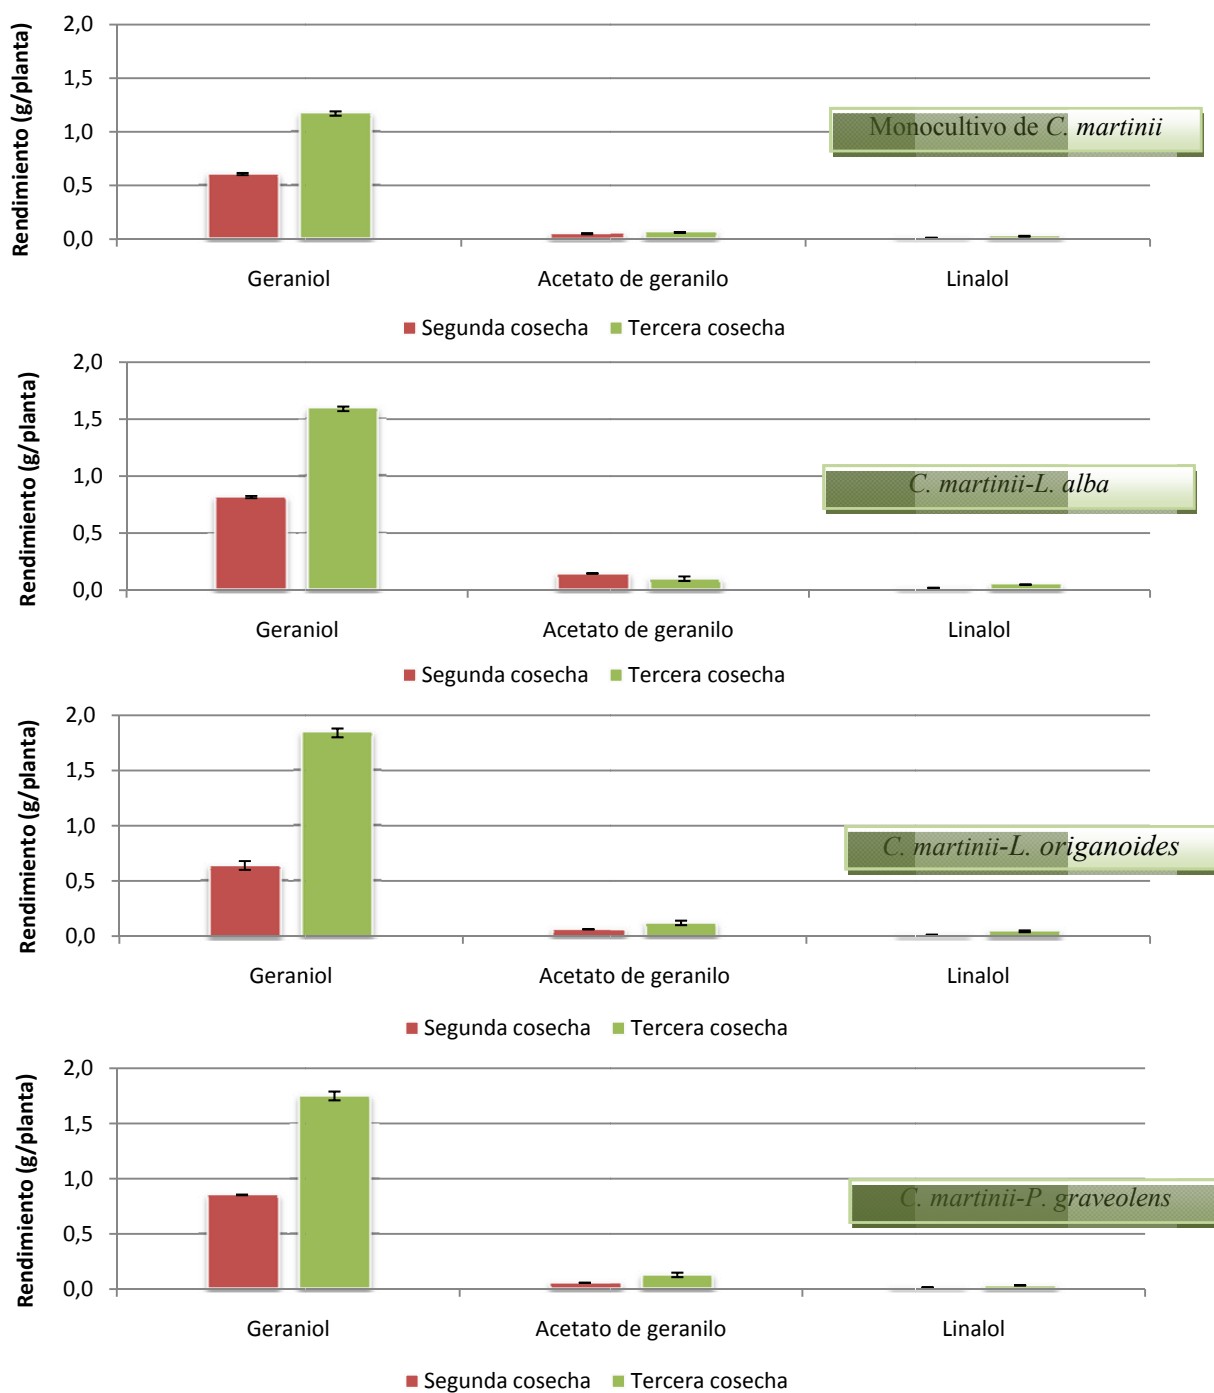 Rendimiento (g/planta)
2,0
1,5
1,0
0,5
0,0
Monocultivo de C. martinii
Geraniol Acetato de geranilo Linalol
Segunda cosecha Tercera cosecha
Rendimiento (g/planta)
2,0
1,5
1,0
0,5
0,0
C. martinii-L. alba
Geraniol Acetato de geranilo Linalol
Segunda cosecha Tercera cosecha
Rendimiento (g/planta)
2,0
1,5
1,0
0,5
0,0
C. martinii-L. origanoides
Geraniol Acetato de geranilo Linalol
Segunda cosecha Tercera cosecha
Rendimiento (g/planta)
2,0
1,5
1,0
0,5
0,0
C. martinii-P. graveolens
Geraniol Acetato de geranilo Linalol
Segunda cosecha Tercera cosecha